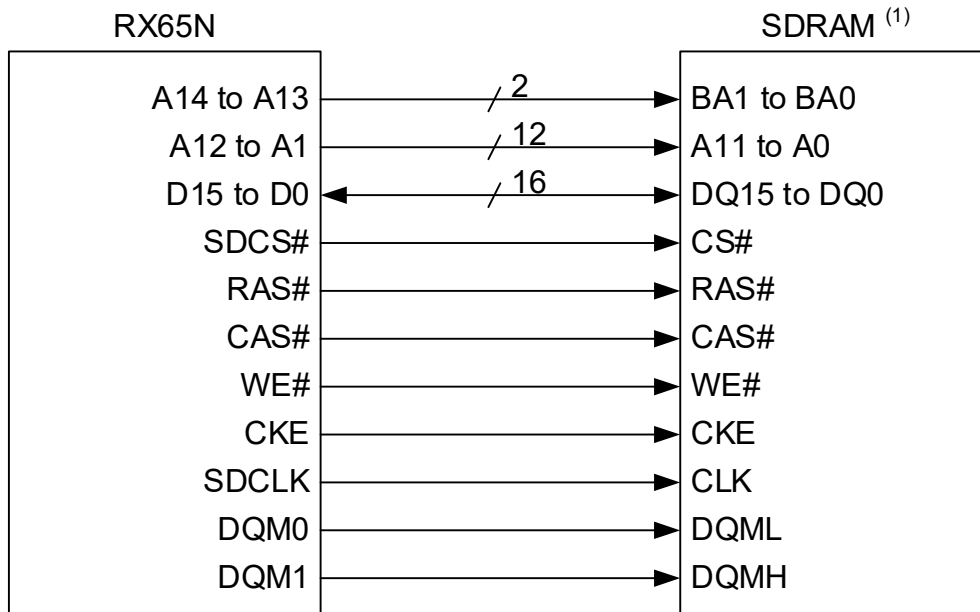 RX65N SDRAM (1)
A14 to A13 2 BA1 to BA0
A12 to A1 12 A11 to A0
D15 to D0 16 DQ15 to DQ0
SDCS# CS#
RAS# RAS#
CAS# CAS#
WE# WE#
CKE CKE
SDCLK CLK
DQM0 DQML
DQM1 DQMH